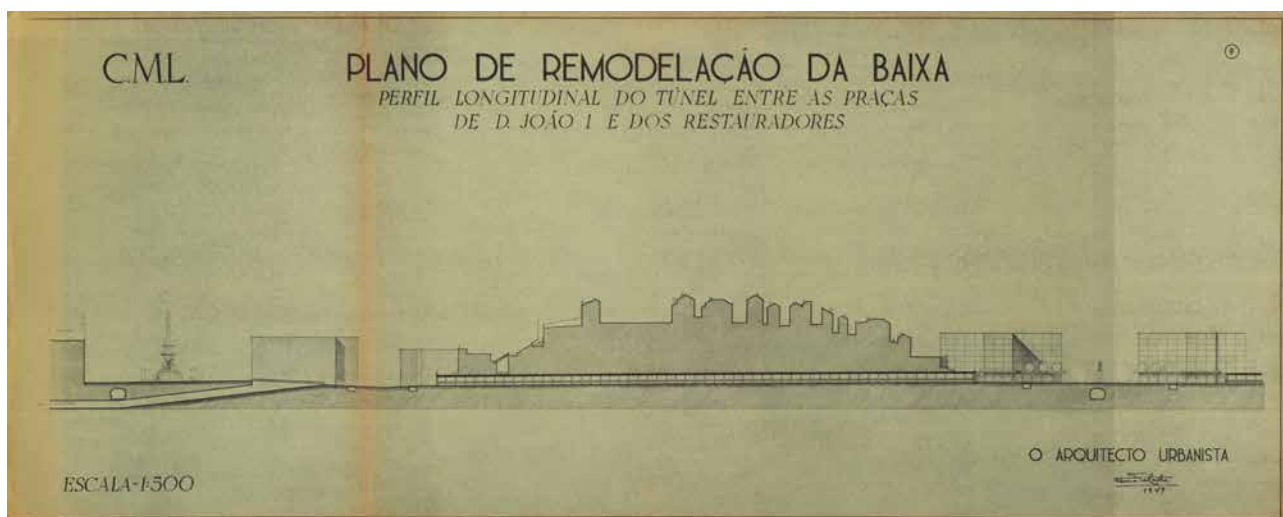 C.M.L.
PLANO DE REMODELAÇÃO DA BAIXA
PERFIL LONGITUDINAL DO TÚNEL ENTRE AS PRAÇAS
DE D. JOÃO I E DOS RESTAURADORES
9
ESCALA-1:500
O ARQUITECTO URBANISTA